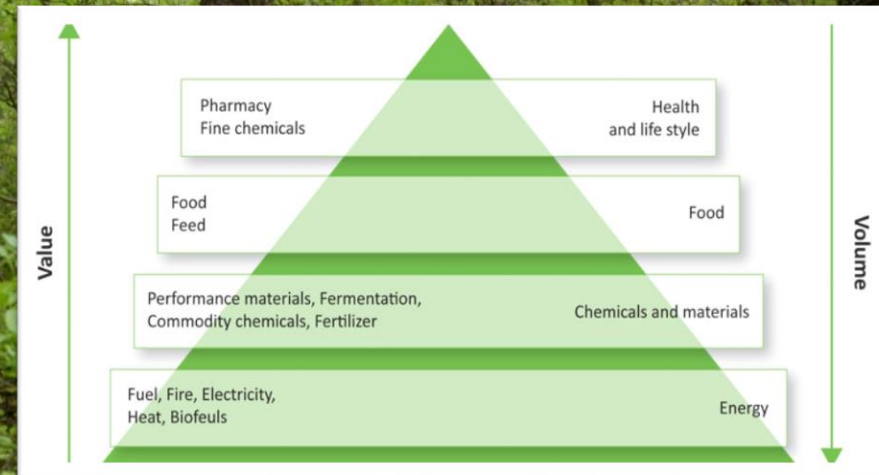 Value
Pharmacy
Fine chemicals
Health
and life style
Food
Feed
Food
Performance materials, Fermentation,
Commodity chemicals, Fertilizer
Chemicals and materials
Fuel, Fire, Electricity,
Heat, Biofeuls
Energy
Volume